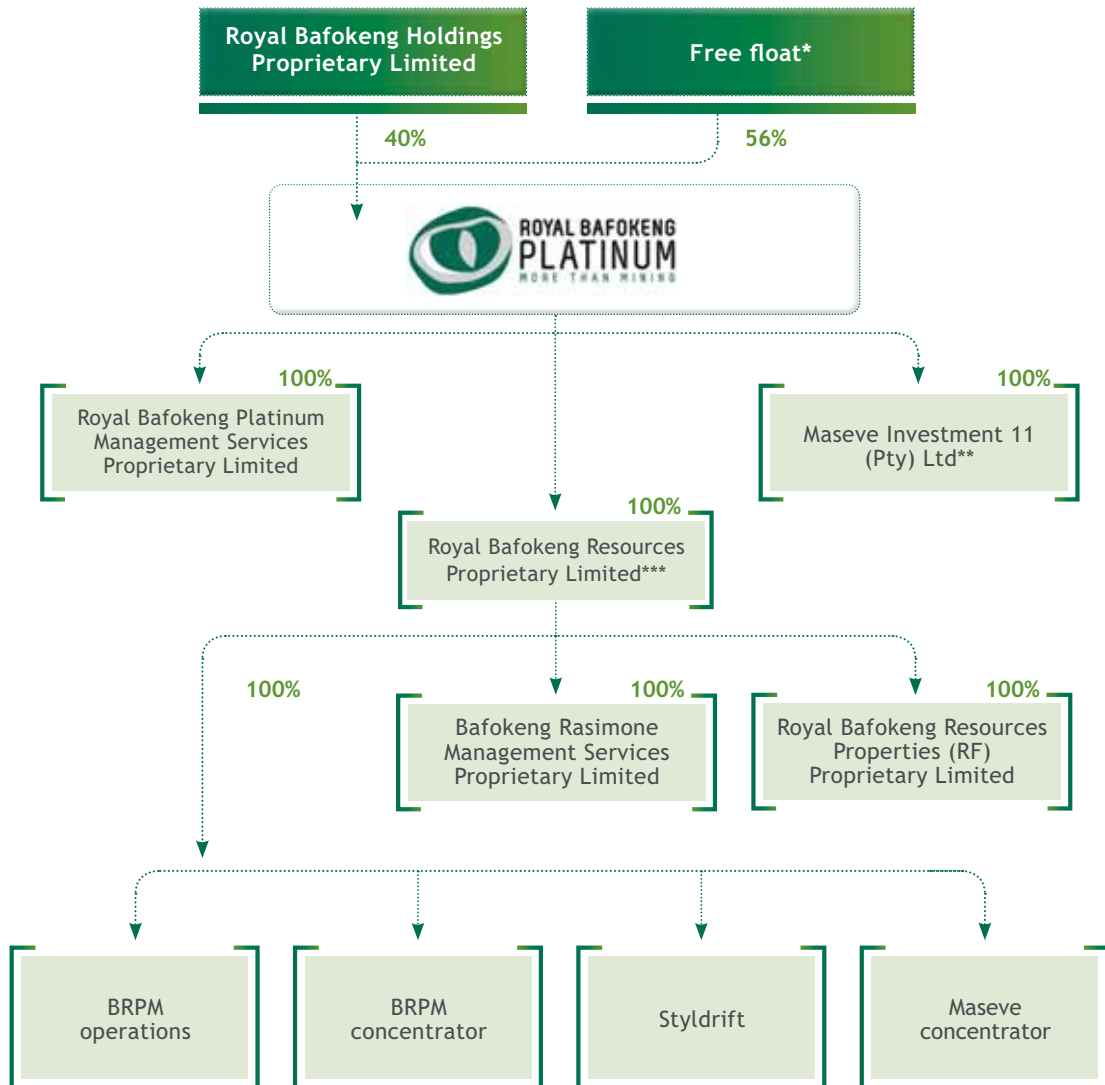 Royal Bafokeng Holdings
Proprietary Limited
Free float*
40%
56%
ROYAL BAFOKENG
PLATINUM
MORE THAN MINING
100%
Royal Bafokeng Platinum
Management Services
Proprietary Limited
100%
Maseve Investment 11
(Pty) Ltd**
100%
Royal Bafokeng Resources
Proprietary Limited***
100%
100%
Bafokeng Rasimone
Management Services
Proprietary Limited
100%
Royal Bafokeng Resources
Properties (RF)
Proprietary Limited
BRPM
operations
BRPM
concentrator
Styldrift
Maseve
concentrator